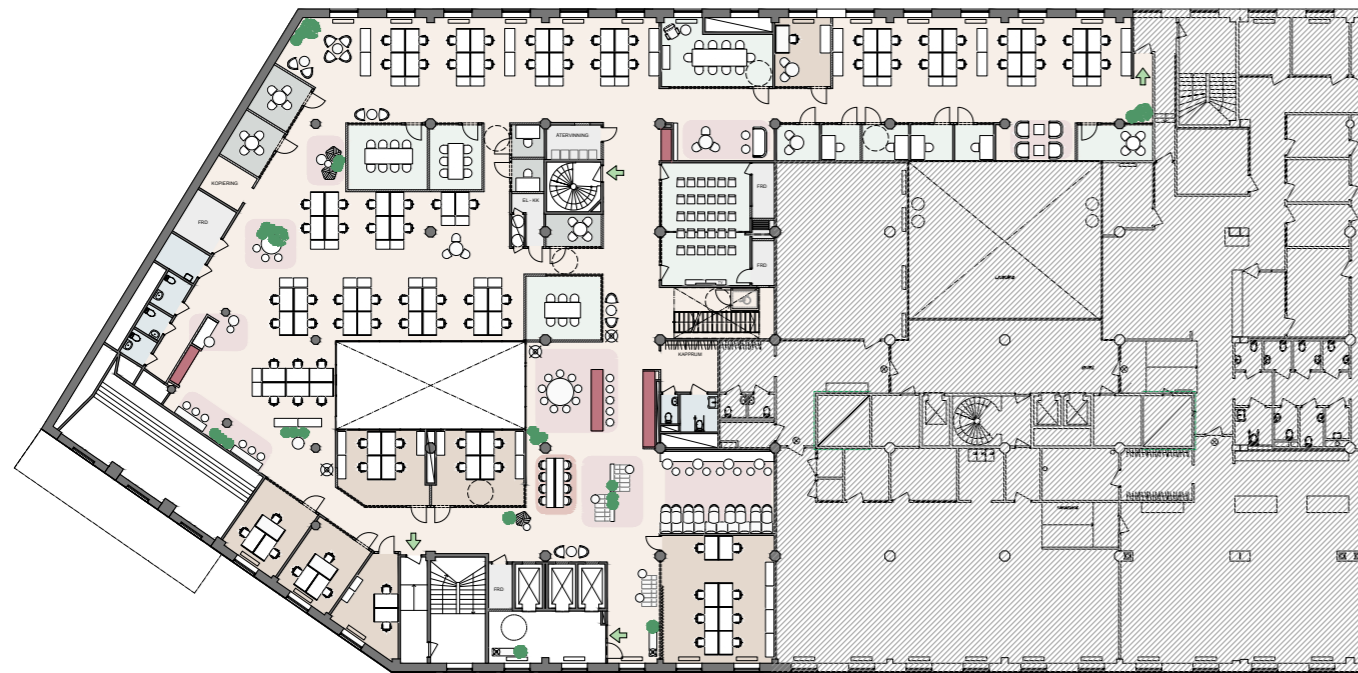 ÅTERVINNING
KOPIERING
FRD
EL - KK
FRD
FRD
KAPPRUM
FRD